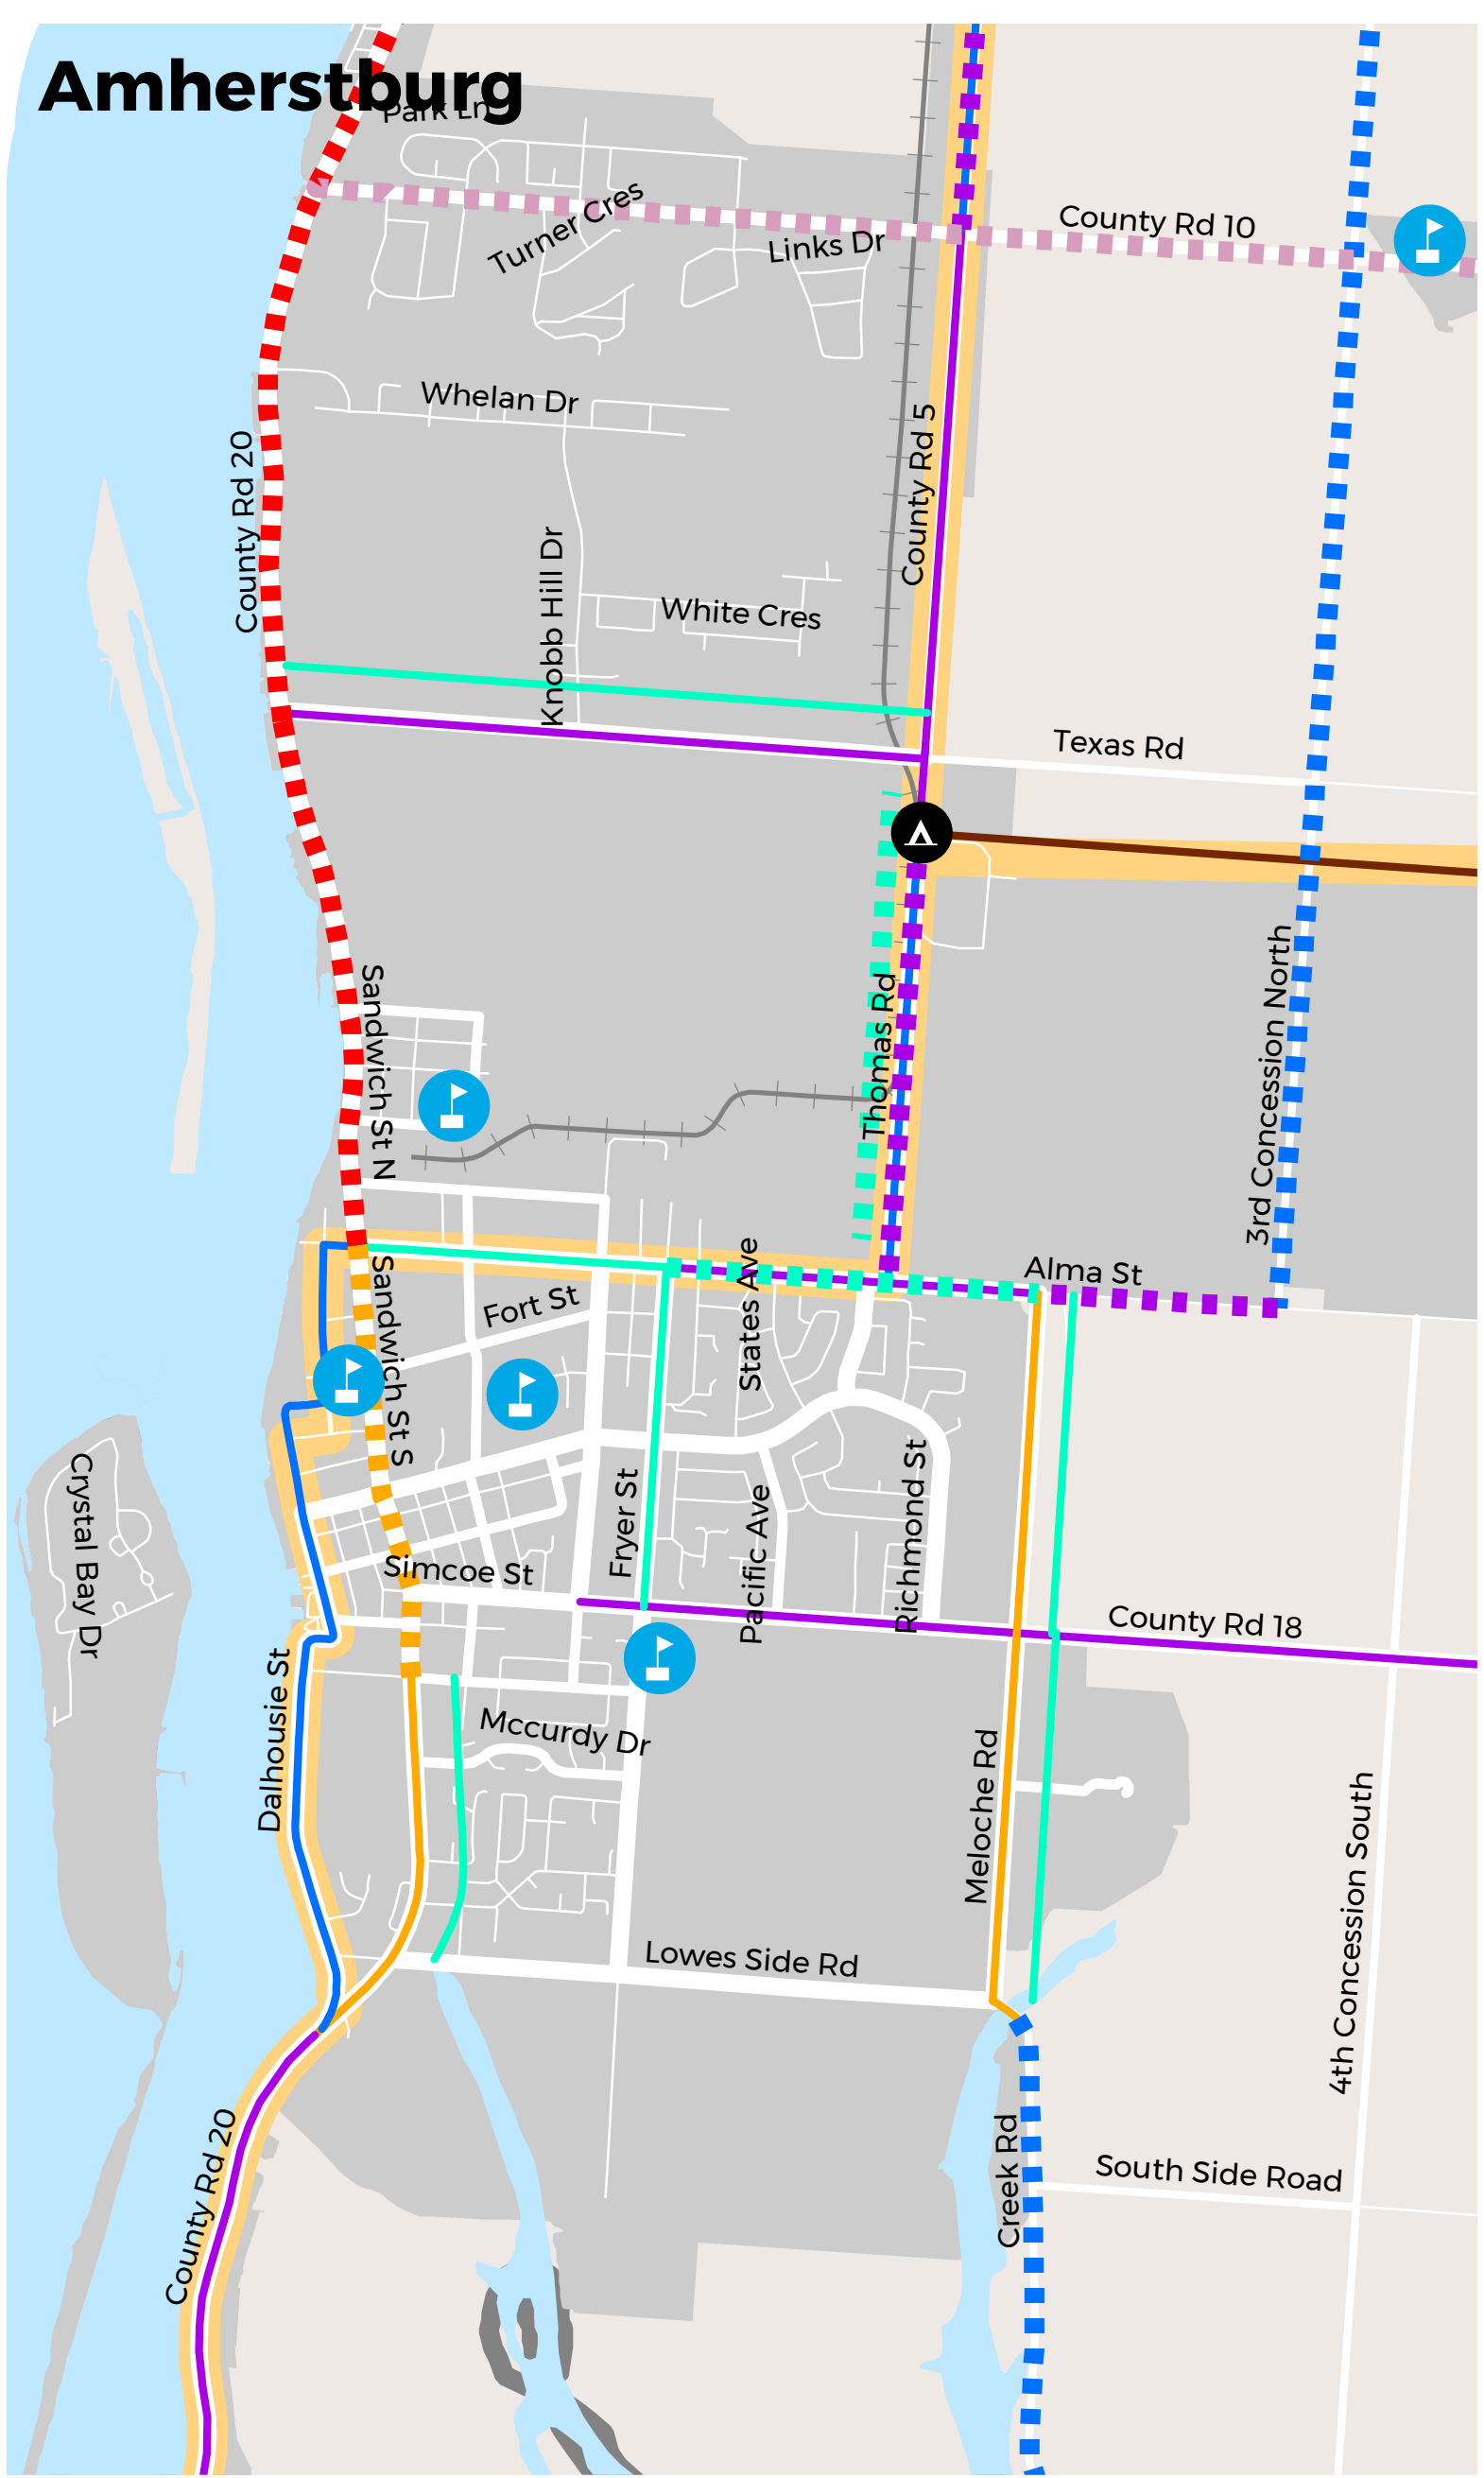 Amherstburg
Park Ln
Turner Cres
Links Dr
County Rd 10
Whelan Dr
County Rd 20
County Rd 5
Knobb Hill Dr
White Cres
Texas Rd
Sandwich St N
Thomas Rd
3rd Concession North
Alma St
Sandwich St S
Fort St
States Ave
Crystal Bay Dr
Simcoe St
Fryer St
Pacific Ave
Richmond St
County Rd 18
Dalhousie St
Mccurdy Dr
Meloche Rd
4th Concession South
Lowes Side Rd
County Rd 20
Creek Rd
South Side Road